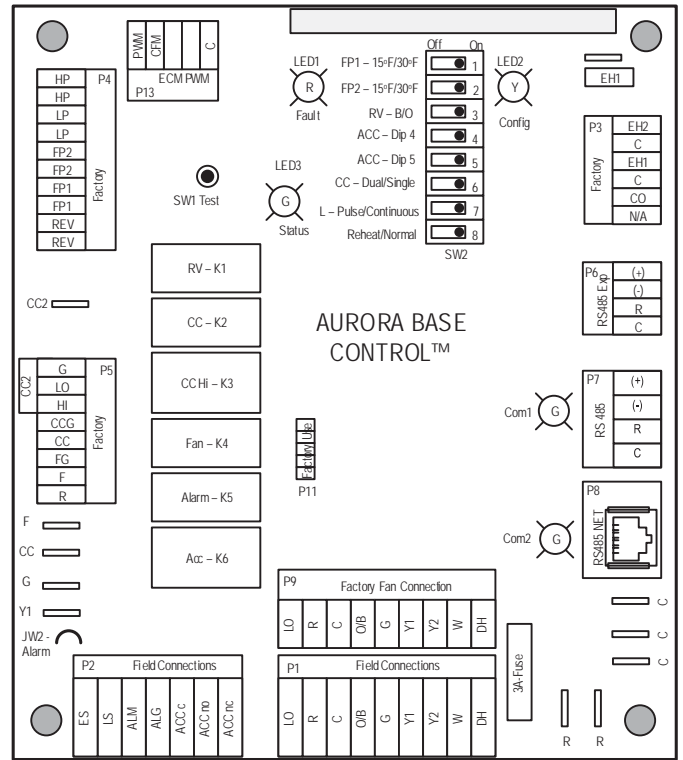 PWM
CFM
C
ECM PWM
P13
LED1
R
Fault
Off On
FP1 – 15ºF/30ºF 1
FP2 – 15ºF/30ºF 2
RV – B/O 3
ACC – Dip 4 4
ACC – Dip 5 5
CC – Dual/Single 6
L – Pulse/Continuous 7
Reheat/Normal 8
SW2
LED2
Y
Config
EH1
P4
HP
HP
LP
LP
FP2
FP2
FP1
FP1
REV
REV
Factory
SW1 Test
LED3
G
Status
P3
EH2
C
EH1
C
CO
N/A
Factory
RV – K1
CC – K2
CC Hi – K3
Fan – K4
Alarm – K5
Acc – K6
AURORA BASE
CONTROL™
P6
RS485 Exp
(+)
(-)
R
C
CC2
CC2
P5
G
LO
HI
CCG
CC
FG
F
R
Factory
P7
RS 485
(+)
(-)
R
C
Com1 G
Factory Use
P11
P8
RS485 NET
Com2 G
F
CC
G
Y1
JW2 -
Alarm
P9 Factory Fan Connection
LO R C O/B G Y1 Y2 W DH
C
C
C
P2 Field Connections
ES LS ALM ALG ACC c ACC no ACC nc
P1 Field Connections
LO R C O/B G Y1 Y2 W DH
3A-Fuse
R R